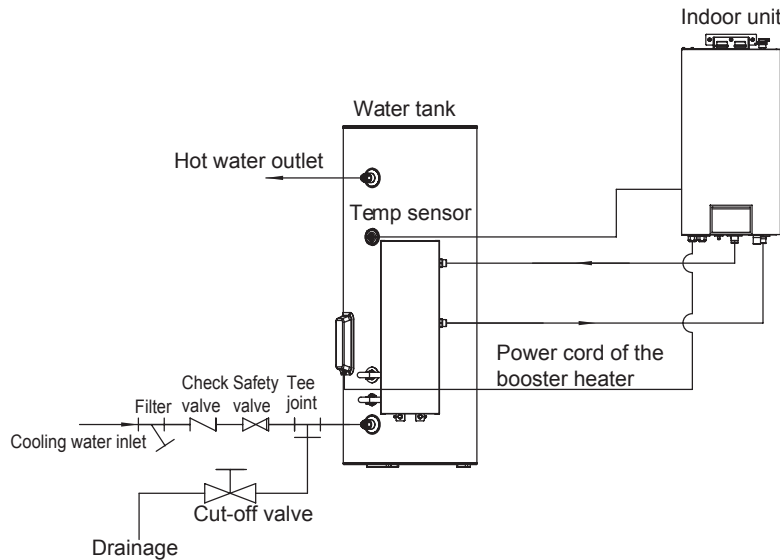 Indoor unit
Water tank
Hot water outlet
Temp sensor
Power cord of the
booster heater
Filter
Check
valve
Safety
valve
Tee
joint
Cooling water inlet
Cut-off valve
Drainage